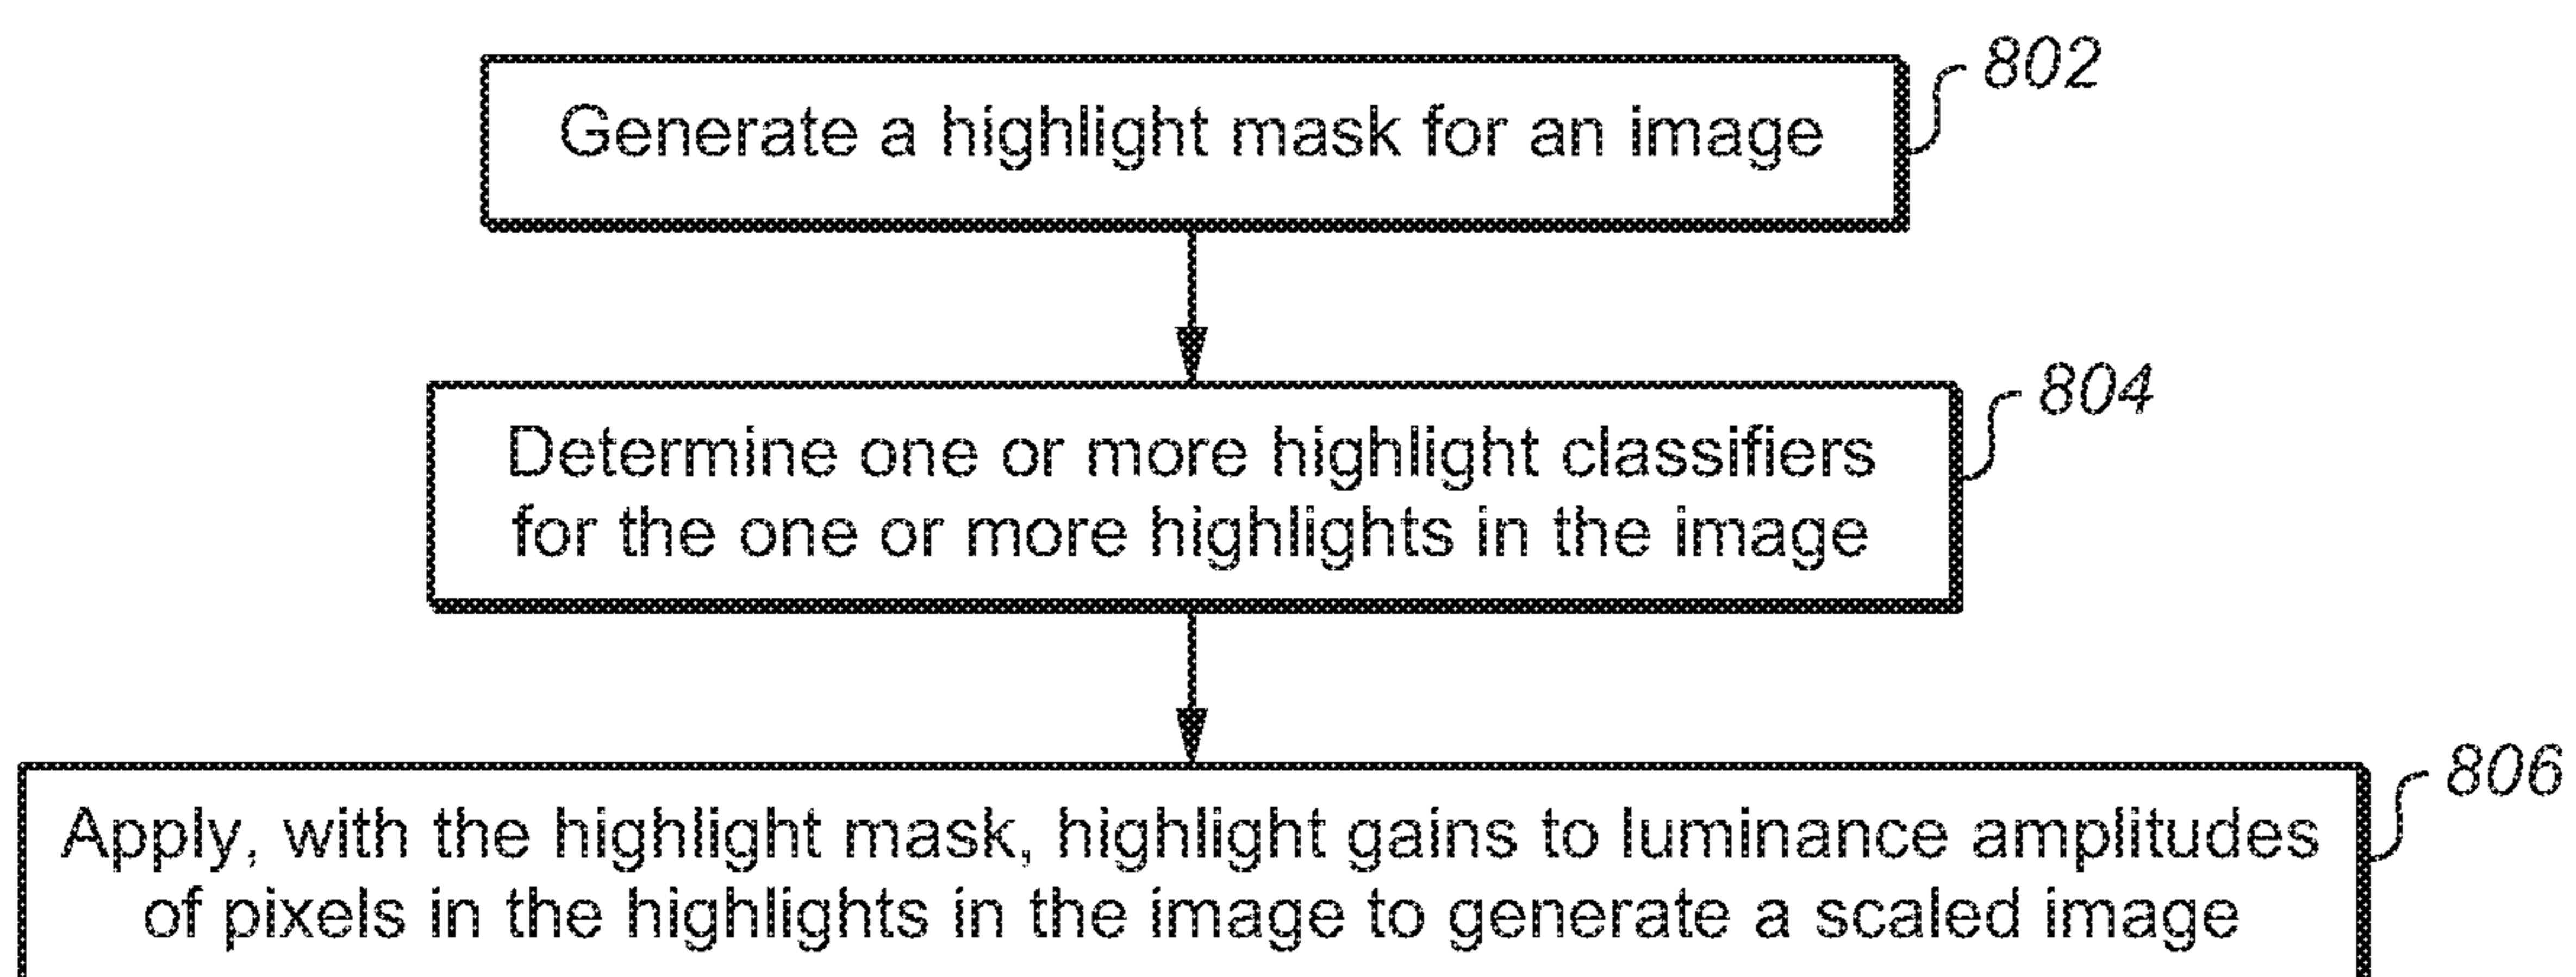 802
Generate a highlight mask for an image
804
Determine one or more highlight classifiers
for the one or more highlights in the image
806
Apply, with the highlight mask, highlight gains to luminance amplitudes
of pixels in the highlights in the image to generate a scaled image